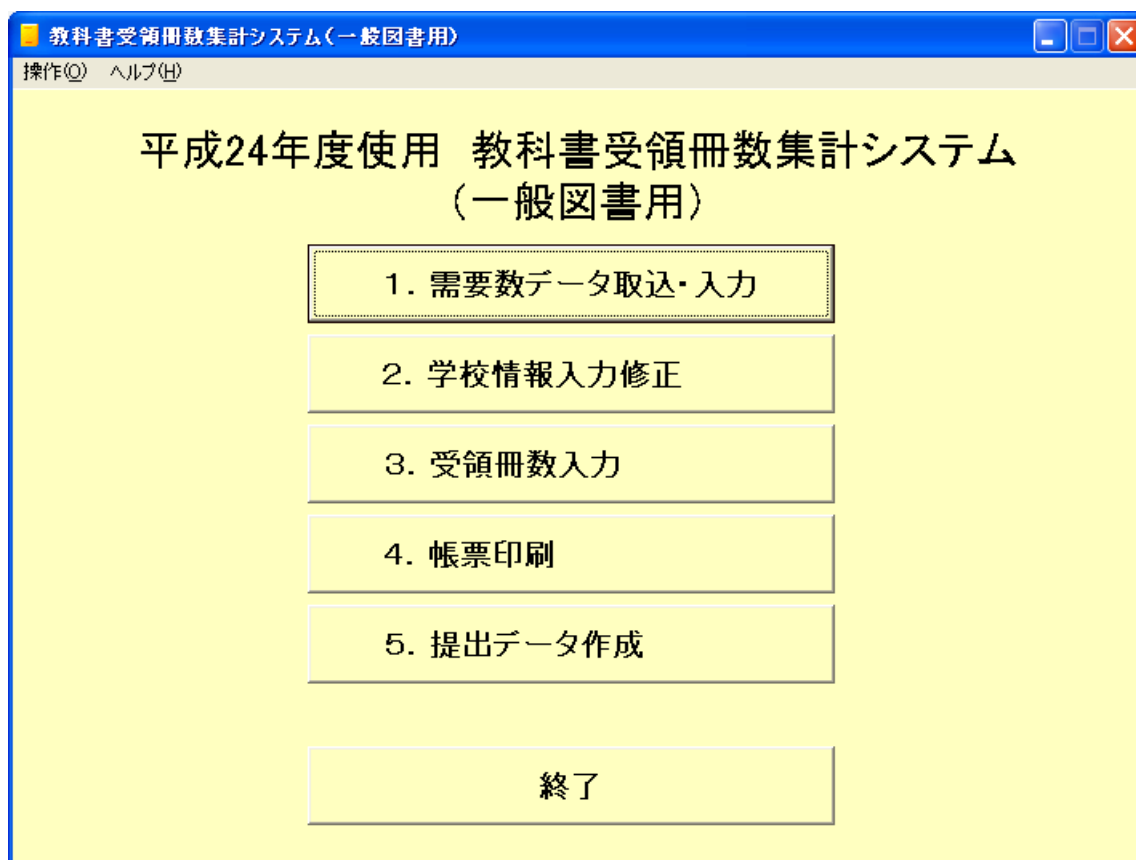 教科書受領冊数集計システム(一般図書用)
操作(O) ヘルプ(H)
平成24年度使用 教科書受領冊数集計システム
(一般図書用)
1. 需要数データ取込・入力
2. 学校情報入力修正
3. 受領冊数入力
4. 帳票印刷
5. 提出データ作成
終了